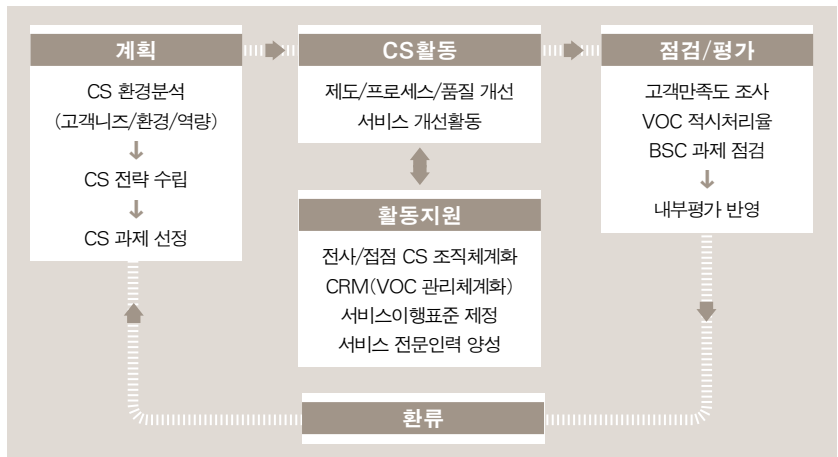 계획
CS 환경분석
(고객니즈/환경/역량)
↓
CS 전략 수립
↓
CS 과제 선정
CS활동
제도/프로세스/품질 개선
서비스 개선활동
활동지원
전사/접점 CS 조직체계화
CRM(VOC 관리체계화)
서비스이행표준 제정
서비스 전문인력 양성
점검/평가
고객만족도 조사
VOC 적시처리율
BSC 과제 점검
↓
내부평가 반영
환류